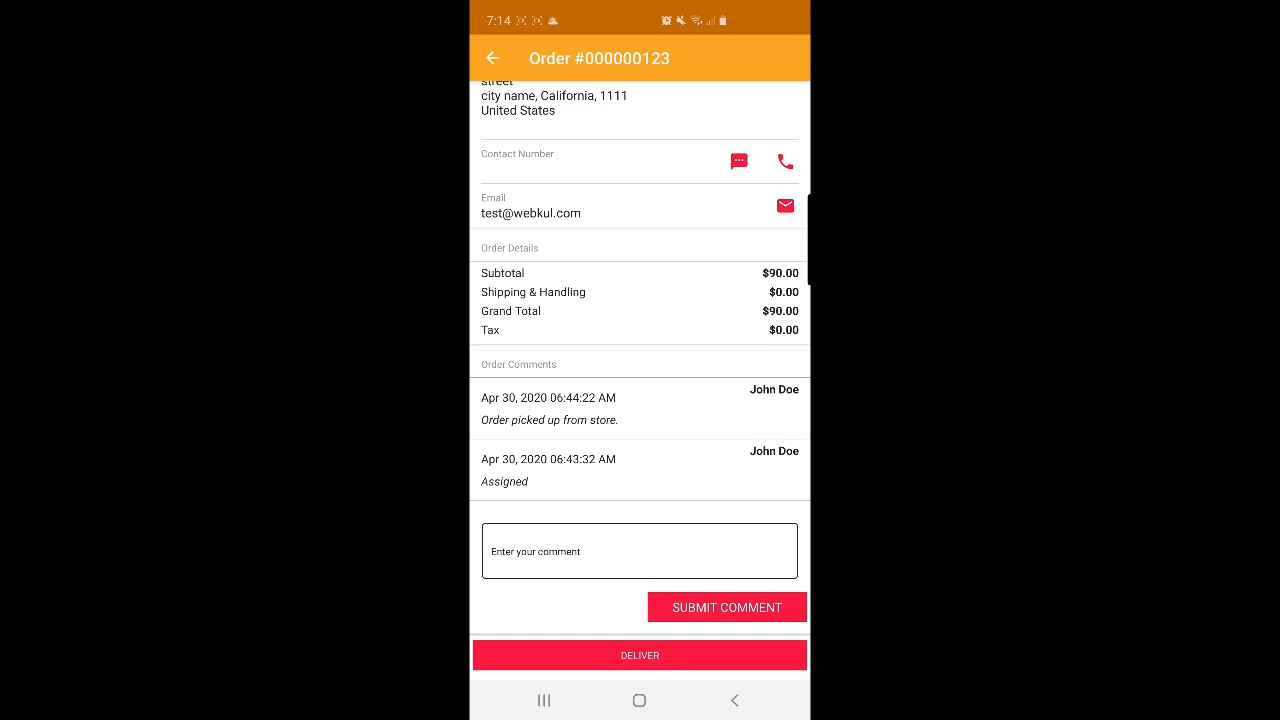 7:14
Order #000000123
street
city name, California, 1111
United States
Contact Number
Email
test@webkul.com
Order Details
Subtotal $90.00
Shipping & Handling $0.00
Grand Total $90.00
Tax $0.00
Order Comments
John Doe
Apr 30, 2020 06:44:22 AM
Order picked up from store.
John Doe
Apr 30, 2020 06:43:32 AM
Assigned
Enter your comment
SUBMIT COMMENT
DELIVER